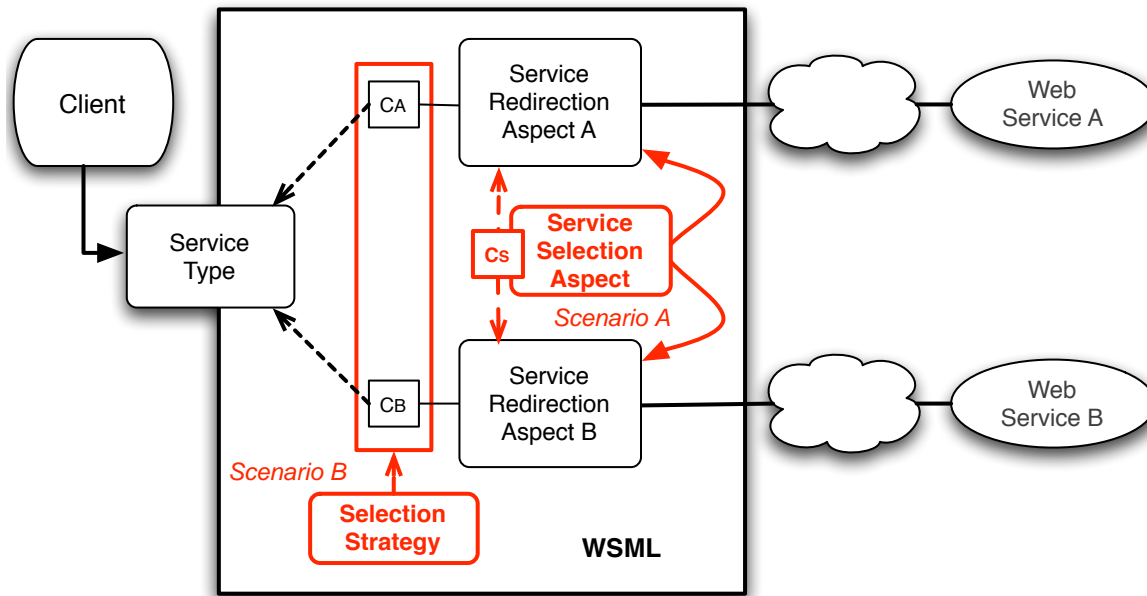 Client
Service
Type
CA
Service
Redirection
Aspect A
Web
Service A
Cs
Service
Selection
Aspect
Scenario A
CB
Service
Redirection
Aspect B
Web
Service B
Scenario B
Selection
Strategy
WSML